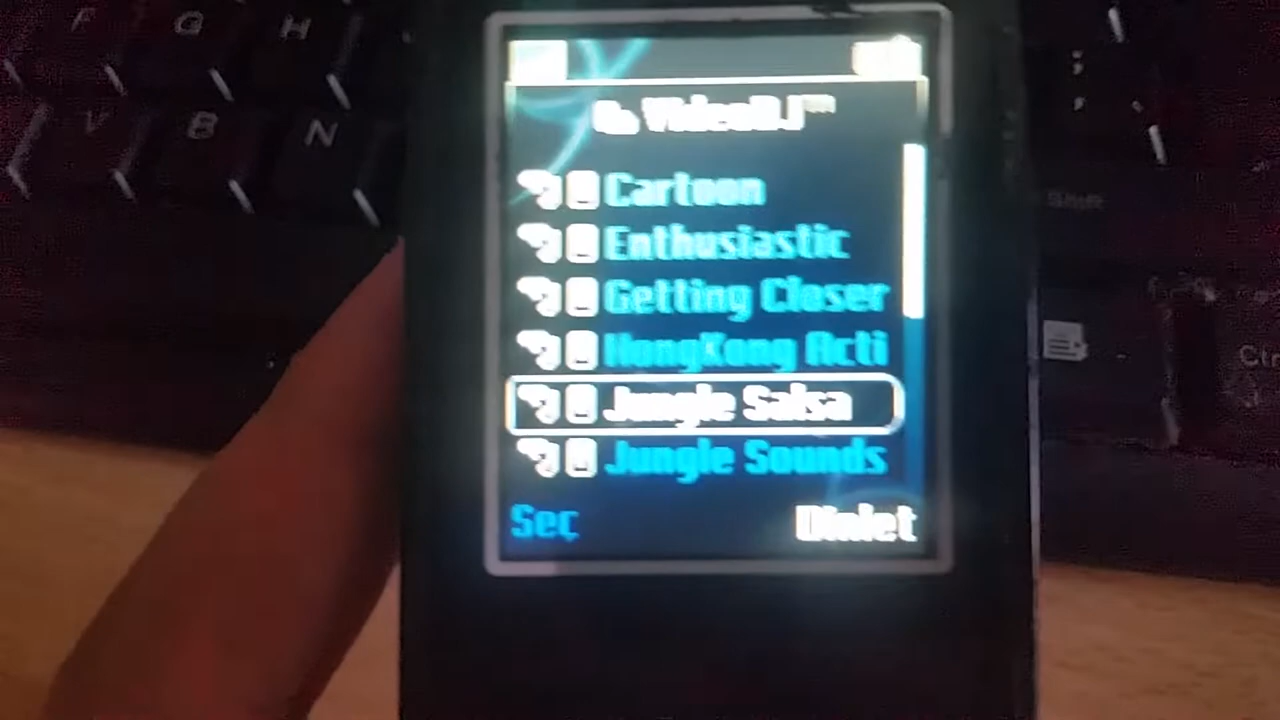 F G H
V B N
VideoDJ™
Cartoon
Enthusiastic
Getting Closer
HongKong Acti
Jungle Salsa
Jungle Sounds
Seç
Dinlet